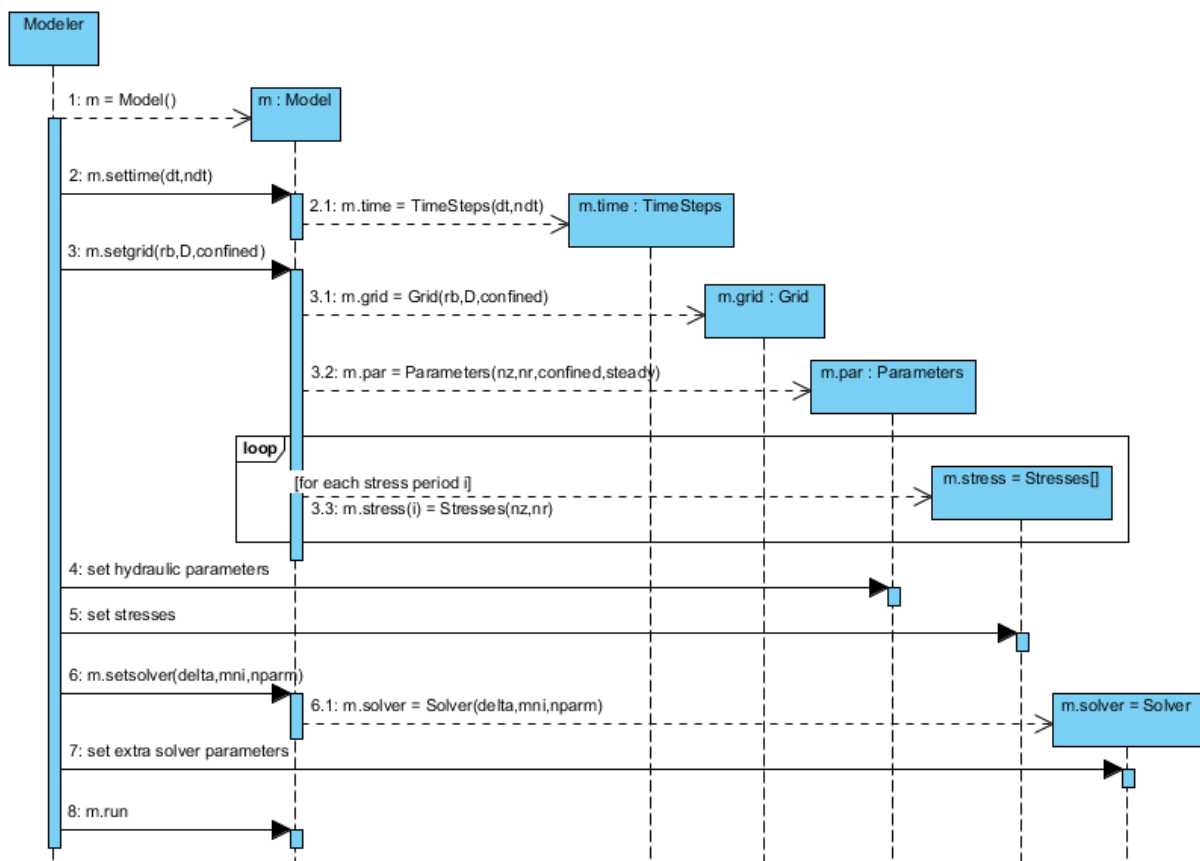 Modeler
1: m = Model()
m : Model
2: m.settime(dt,ndt)
2.1: m.time = TimeSteps(dt,ndt)
m.time : TimeSteps
3: m.setgrid(rb,D,confined)
3.1: m.grid = Grid(rb,D,confined)
m.grid : Grid
3.2: m.par = Parameters(nz,nr,confined,steady)
m.par : Parameters
loop
[for each stress period i]
m.stress = Stresses[]
3.3: m.stress(i) = Stresses(nz,nr)
4: set hydraulic parameters
5: set stresses
6: m.setsolver(delta,mni,nparm)
6.1: m.solver = Solver(delta,mni,nparm)
m.solver = Solver
7: set extra solver parameters
8: m.run